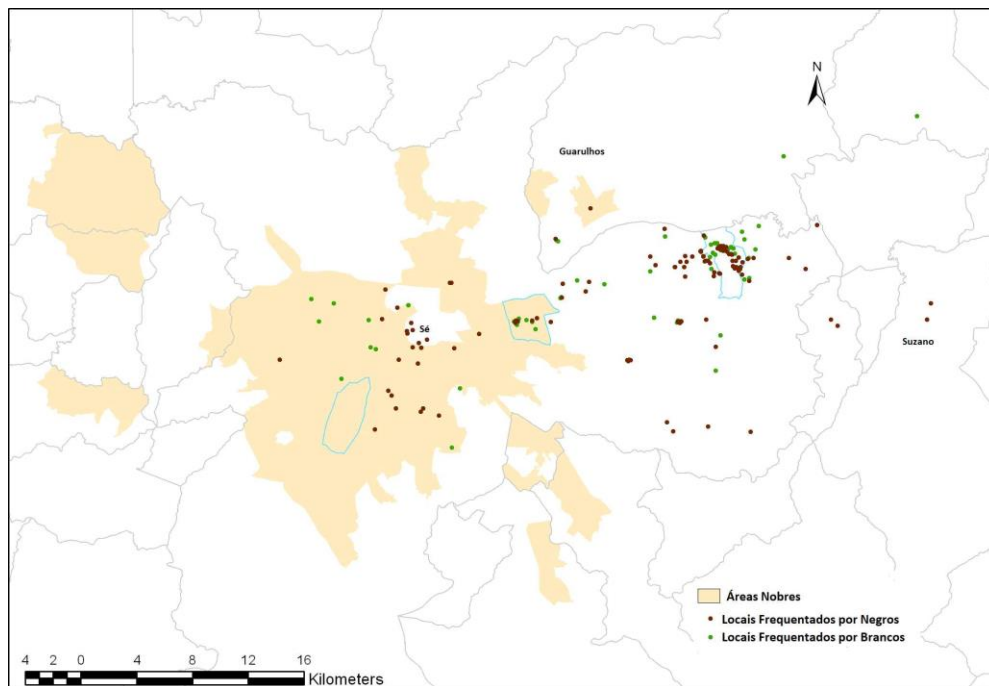 N
Guarulhos
Sé
Suzano
Áreas Nobres
Locais Frequentados por Negros
Locais Frequentados por Brancos
4 2 0 4 8 12 16
Kilometers